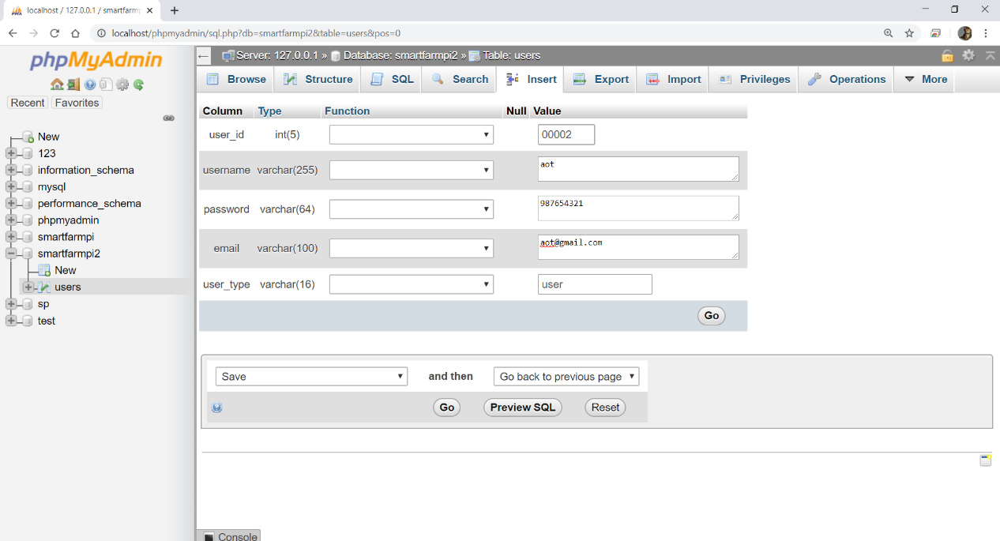 localhost / 127.0.0.1 / smartfarmp
localhost/phpmyadmin/sql.php?db=smartfarmpi2&table=users&pos=0
phpMyAdmin
Recent Favorites
New
123
information_schema
mysql
performance_schema
phpmyadmin
smartfarmpi
smartfarmpi2
New
users
sp
test
Server: 127.0.0.1 » Database: smartfarmpi2 » Table: users
Browse Structure SQL Search Insert Export Import Privileges Operations More
Column Type Function Null Value
user_id int(5) 00002
username varchar(255) aot
password varchar(64) 987654321
email varchar(100) aot@gmail.com
user_type varchar(16) user
Go
Save and then Go back to previous page
Go Preview SQL Reset
Console